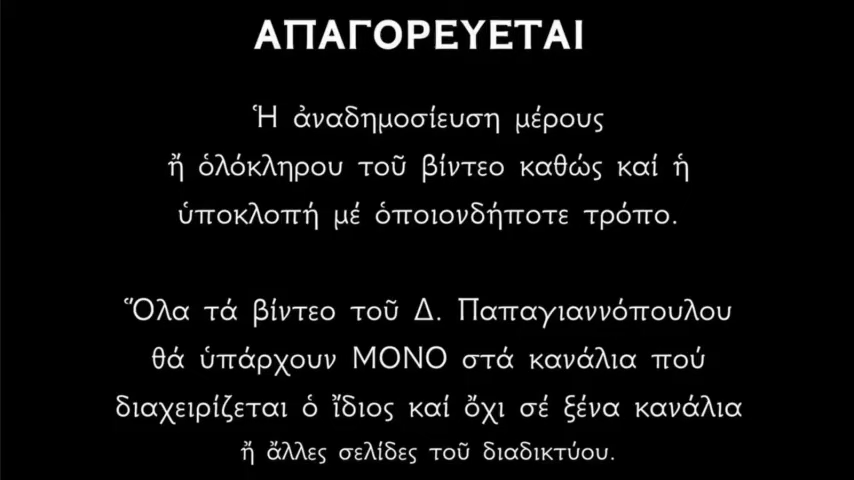 ΑΠΑΓΟΡΕΥΕΤΑΙ
Ἡ ἀναδημοσίευση μέρους
ἤ ὁλόκληρου τοῦ βίντεο καθώς καί ἡ
ὑποκλοπή μέ ὁποιονδήποτε τρόπο.
Ὅλα τά βίντεο τοῦ Δ. Παπαγιαννόπουλου
θά ὑπάρχουν ΜΟΝΟ στά κανάλια πού
διαχειρίζεται ὁ ἴδιος καί ὄχι σέ ξένα κανάλια
ἤ ἄλλες σελίδες τοῦ διαδικτύου.